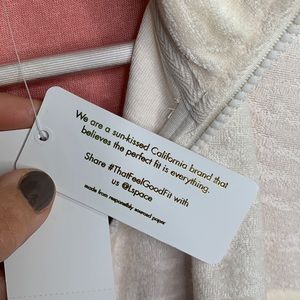 We are a sun-kissed California brand that
believes the perfect fit is everything.
Share #ThatFeelGoodFit with
us @Lspace
made from responsibly sourced paper